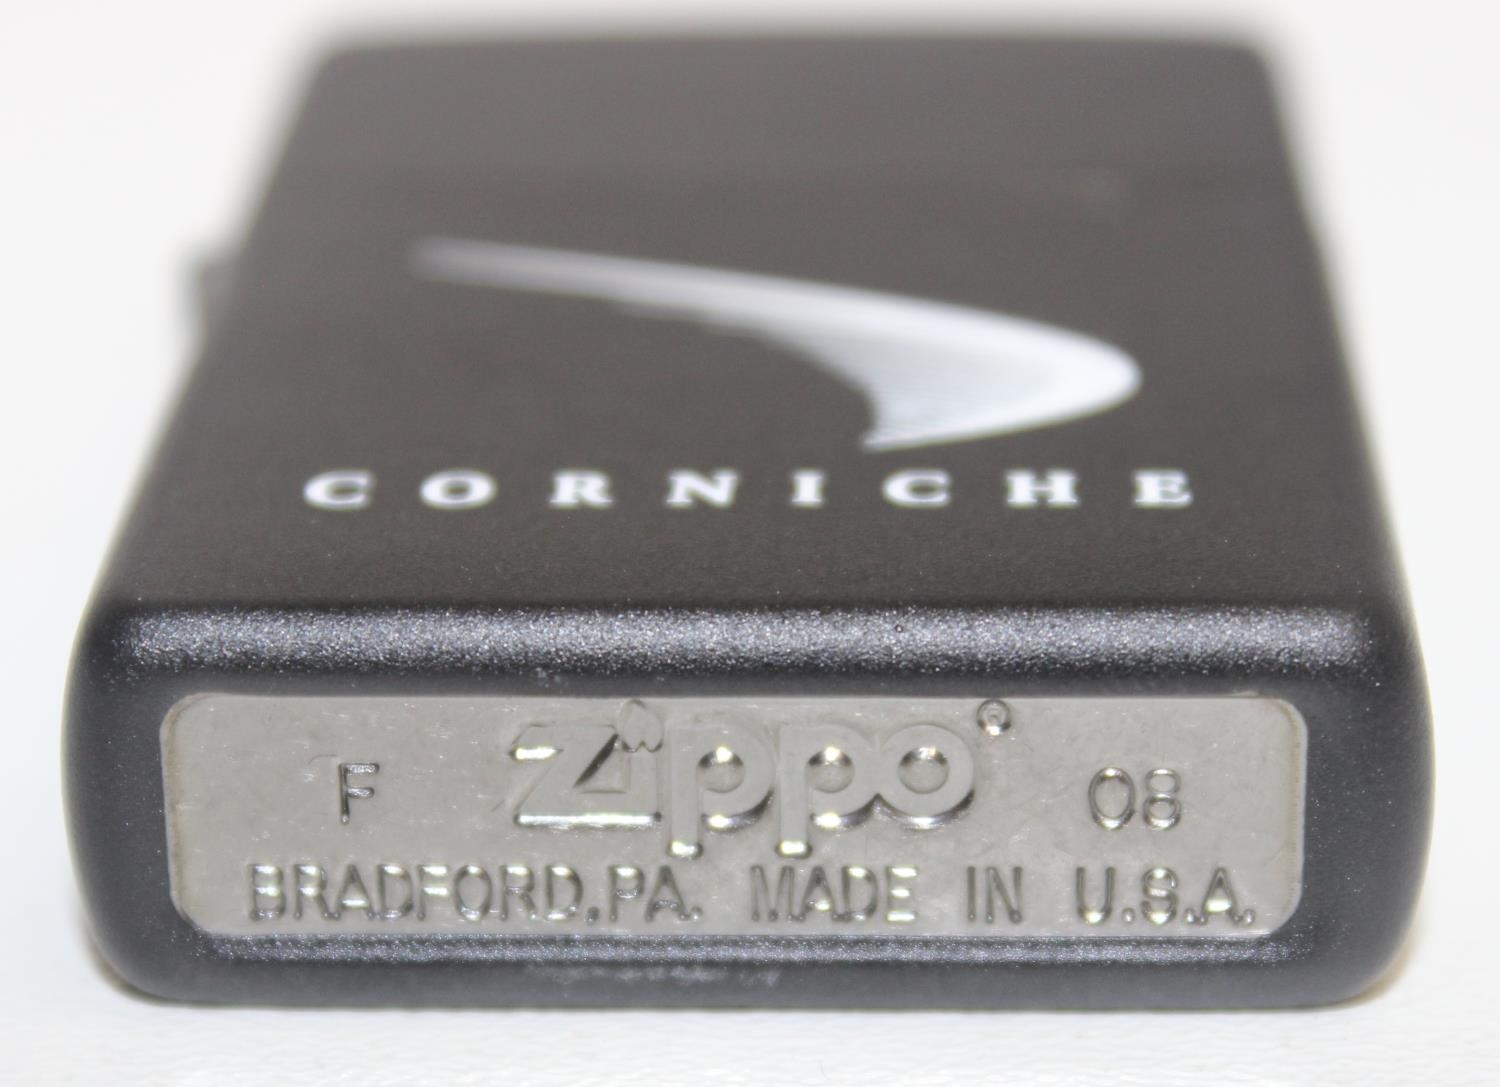 CORNICHE
F Zippo® 08
BRADFORD,PA. MADE IN U.S.A.